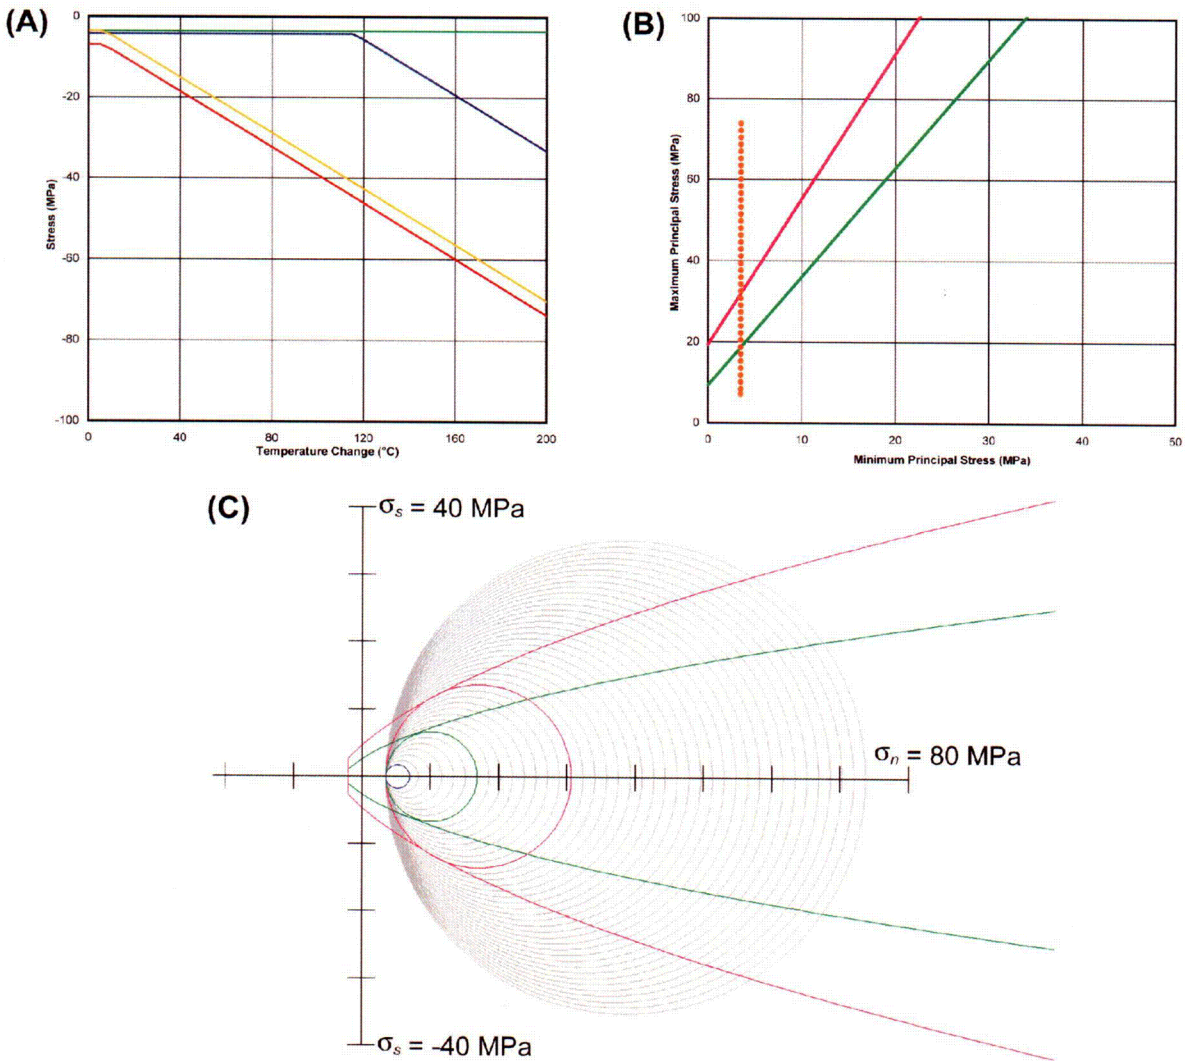 (A)
0
-20
-40
-60
-80
-100
Stress (MPa)
0 40 80 120 160 200
Temperature Change (°C)
(B)
100
80
60
40
20
0
Maximum Principal Stress (MPa)
0 10 20 30 40 50
Minimum Principal Stress (MPa)
(C)
σs = 40 MPa
σn = 80 MPa
σs = -40 MPa